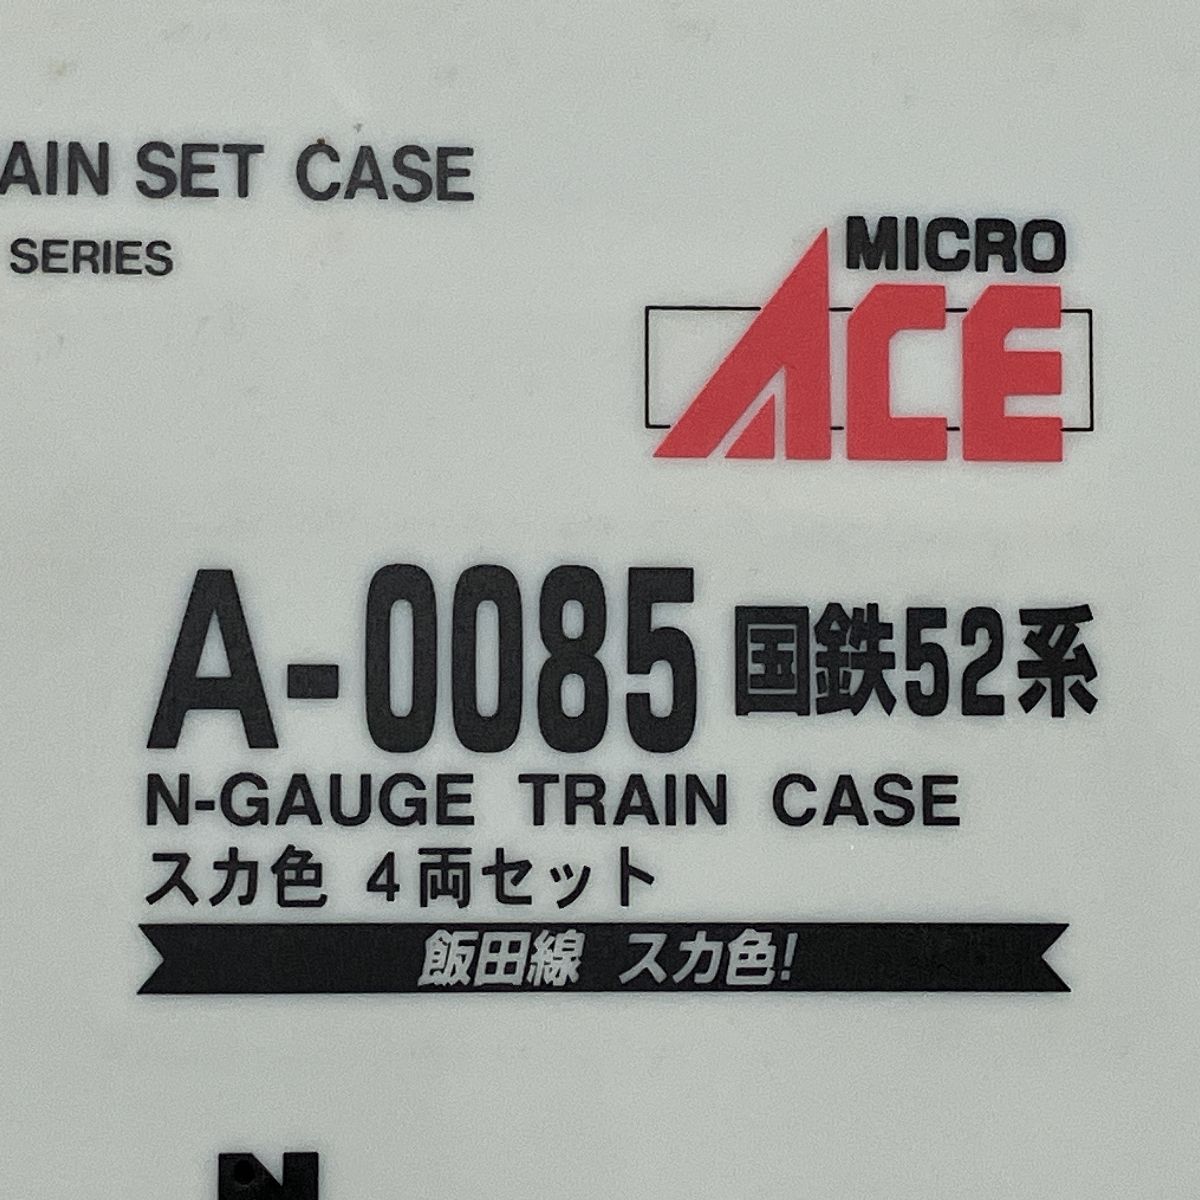 AIN SET CASE
SERIES
MICRO
ACE
A-0085 国鉄52系
N-GAUGE TRAIN CASE
スカ色 4両セット
飯田線 スカ色!
N